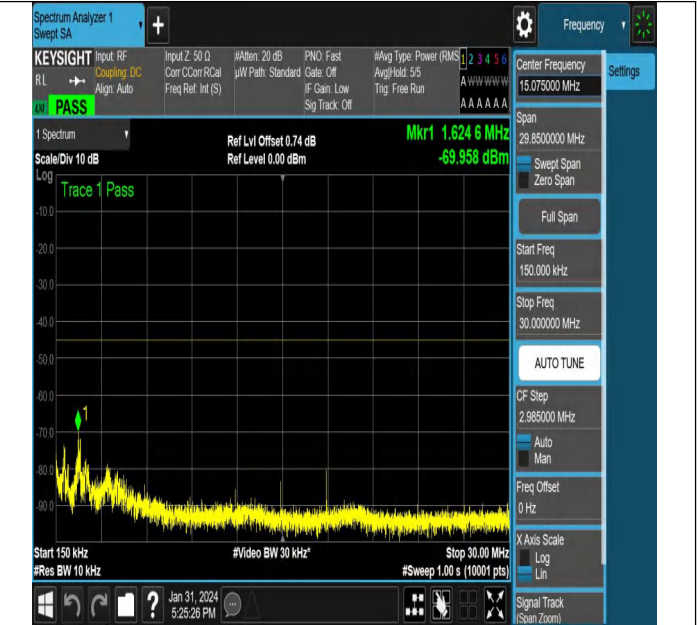 Spectrum Analyzer 1
Swept SA
+
Frequency
KEYSIGHT
RL
PASS
Input: RF
Coupling: DC
Align: Auto
Input Z: 50 Ω
Corr CCorr RCal
Freq Ref: Int (S)
#Atten: 20 dB
µW Path: Standard
PNO: Fast
Gate: Off
IF Gain: Low
Sig Track: Off
#Avg Type: Power (RMS
Avg|Hold: 5/5
Trig: Free Run
1 2 3 4 5 6
A W W W W W
A A A A A A
1 Spectrum
Scale/Div 10 dB
Ref Lvl Offset 0.74 dB
Ref Level 0.00 dBm
Mkr1 1.624 6 MHz
-69.958 dBm
Log
Trace 1 Pass
-10.0
-20.0
-30.0
-40.0
-50.0
-60.0
-70.0
-80.0
-90.0
1
Start 150 kHz
#Res BW 10 kHz
#Video BW 30 kHz*
Stop 30.00 MHz
#Sweep 1.00 s (10001 pts)
Jan 31, 2024
5:25:26 PM
Center Frequency
15.075000 MHz
Settings
Span
29.8500000 MHz
Swept Span
Zero Span
Full Span
Start Freq
150.000 kHz
Stop Freq
30.000000 MHz
AUTO TUNE
CF Step
2.985000 MHz
Auto
Man
Freq Offset
0 Hz
X Axis Scale
Log
Lin
Signal Track
(Span Zoom)